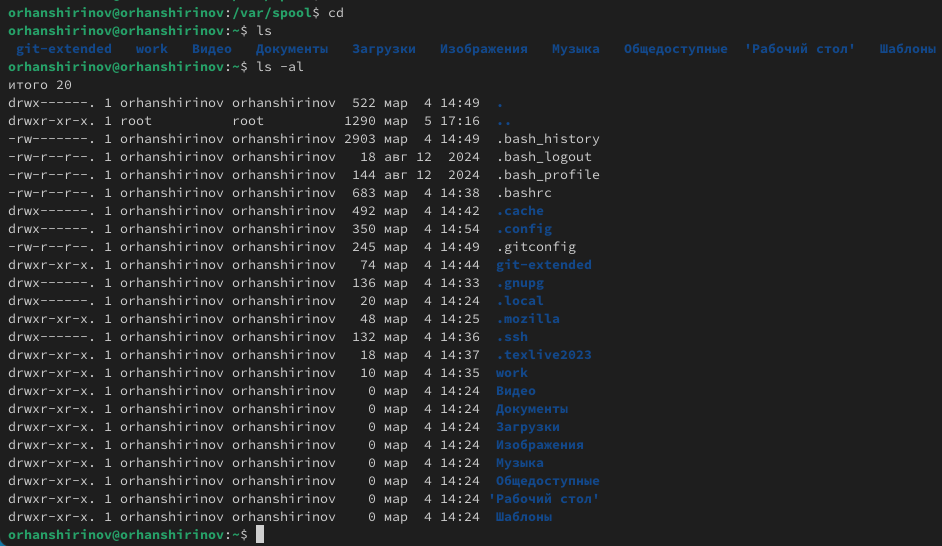 orhanshirinov@orhanshirinov:/var/spool$ cd
orhanshirinov@orhanshirinov:~$ ls
git-extended work Видео Документы Загрузки Изображения Музыка Общедоступные 'Рабочий стол' Шаблоны
orhanshirinov@orhanshirinov:~$ ls -al
итого 20
drwx------. 1 orhanshirinov orhanshirinov 522 мар 4 14:49 .
drwxr-xr-x. 1 root root 1290 мар 5 17:16 ..
-rw-------. 1 orhanshirinov orhanshirinov 2903 мар 4 14:49 .bash_history
-rw-r--r--. 1 orhanshirinov orhanshirinov 18 авг 12 2024 .bash_logout
-rw-r--r--. 1 orhanshirinov orhanshirinov 144 авг 12 2024 .bash_profile
-rw-r--r--. 1 orhanshirinov orhanshirinov 683 мар 4 14:38 .bashrc
drwx------. 1 orhanshirinov orhanshirinov 492 мар 4 14:42 .cache
drwx------. 1 orhanshirinov orhanshirinov 350 мар 4 14:54 .config
-rw-r--r--. 1 orhanshirinov orhanshirinov 245 мар 4 14:49 .gitconfig
drwxr-xr-x. 1 orhanshirinov orhanshirinov 74 мар 4 14:44 git-extended
drwx------. 1 orhanshirinov orhanshirinov 136 мар 4 14:33 .gnupg
drwx------. 1 orhanshirinov orhanshirinov 20 мар 4 14:24 .local
drwxr-xr-x. 1 orhanshirinov orhanshirinov 48 мар 4 14:25 .mozilla
drwx------. 1 orhanshirinov orhanshirinov 132 мар 4 14:36 .ssh
drwxr-xr-x. 1 orhanshirinov orhanshirinov 18 мар 4 14:37 .texlive2023
drwxr-xr-x. 1 orhanshirinov orhanshirinov 10 мар 4 14:35 work
drwxr-xr-x. 1 orhanshirinov orhanshirinov 0 мар 4 14:24 Видео
drwxr-xr-x. 1 orhanshirinov orhanshirinov 0 мар 4 14:24 Документы
drwxr-xr-x. 1 orhanshirinov orhanshirinov 0 мар 4 14:24 Загрузки
drwxr-xr-x. 1 orhanshirinov orhanshirinov 0 мар 4 14:24 Изображения
drwxr-xr-x. 1 orhanshirinov orhanshirinov 0 мар 4 14:24 Музыка
drwxr-xr-x. 1 orhanshirinov orhanshirinov 0 мар 4 14:24 Общедоступные
drwxr-xr-x. 1 orhanshirinov orhanshirinov 0 мар 4 14:24 'Рабочий стол'
drwxr-xr-x. 1 orhanshirinov orhanshirinov 0 мар 4 14:24 Шаблоны
orhanshirinov@orhanshirinov:~$